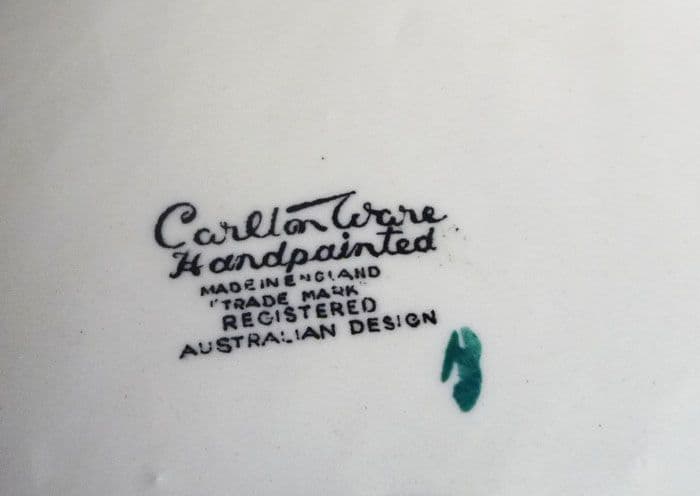 Carlton Ware
Handpainted
MADE IN ENGLAND
"TRADE MARK"
REGISTERED
AUSTRALIAN DESIGN